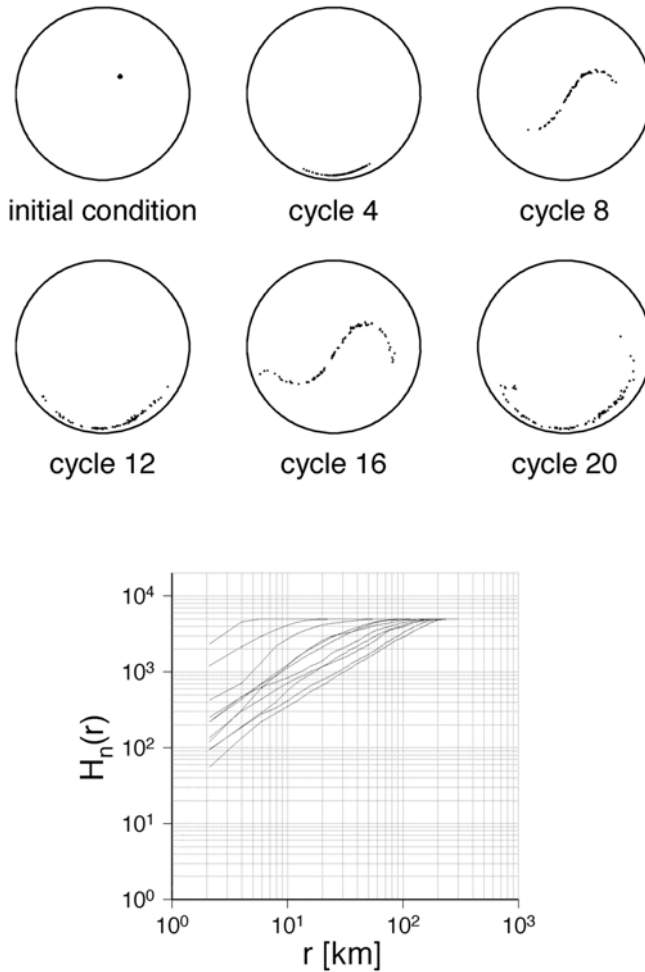 initial condition
cycle 4
cycle 8
cycle 12
cycle 16
cycle 20
10⁴
10³
10²
10¹
10⁰
Hₙ(r)
10⁰ 10¹ 10² 10³
r [km]